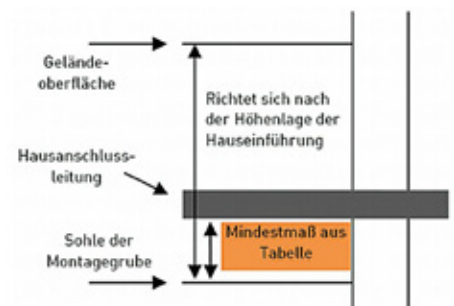 Gelände-
oberfläche
Richtet sich nach
der Höhenlage der
Hauseinführung
Hausanschluss-
leitung
Mindestmaß aus
Tabelle
Sohle der
Montagegrube